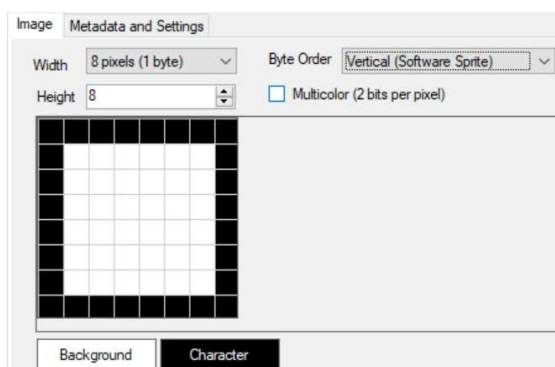 Image Metadata and Settings
Width 8 pixels (1 byte) Byte Order Vertical (Software Sprite)
Height 8 Multicolor (2 bits per pixel)
Background Character